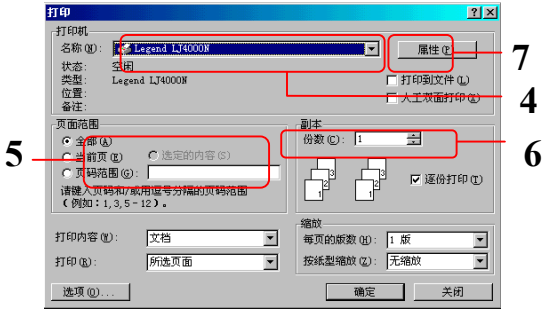 打印
打印机
名称(N): Legend LJ4000N
属性(P)
7
状态: 空闲
类型: Legend LJ4000N
打印到文件(L)
位置:
人工双面打印(X)
4
备注:
页面范围
副本
全部(A)
份数(C): 1
5
当前页(E) 选定的内容(S)
6
页码范围(G):
请键入页码和/或用逗号分隔的页码范围
(例如:1,3,5-12)。
3 3
2 2
1 1
逐份打印(T)
缩放
打印内容(W): 文档
每页的版数(H): 1 版
打印(R): 所选页面
按纸型缩放(Z): 无缩放
选项(O)...
确定
关闭